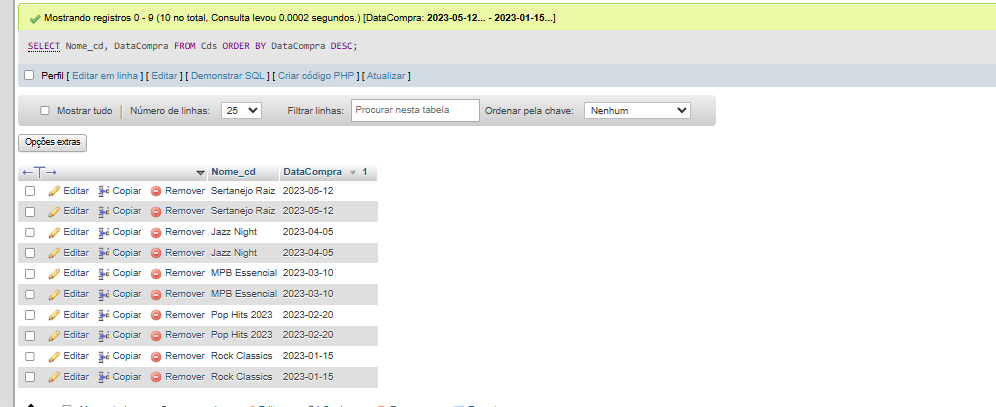 Mostrando registros 0 - 9 (10 no total, Consulta levou 0.0002 segundos.) [DataCompra: 2023-05-12... - 2023-01-15...]
SELECT Nome_cd, DataCompra FROM Cds ORDER BY DataCompra DESC;
Perfil [ Editar em linha ] [ Editar ] [ Demonstrar SQL ] [ Criar código PHP ] [ Atualizar ]
Mostrar tudo | Número de linhas: 25 Filtrar linhas: Procurar nesta tabela Ordenar pela chave: Nenhum
Opções extras
←T→ Nome_cd DataCompra 1
Editar Copiar Remover Sertanejo Raiz 2023-05-12
Editar Copiar Remover Sertanejo Raiz 2023-05-12
Editar Copiar Remover Jazz Night 2023-04-05
Editar Copiar Remover Jazz Night 2023-04-05
Editar Copiar Remover MPB Essencial 2023-03-10
Editar Copiar Remover MPB Essencial 2023-03-10
Editar Copiar Remover Pop Hits 2023 2023-02-20
Editar Copiar Remover Pop Hits 2023 2023-02-20
Editar Copiar Remover Rock Classics 2023-01-15
Editar Copiar Remover Rock Classics 2023-01-15